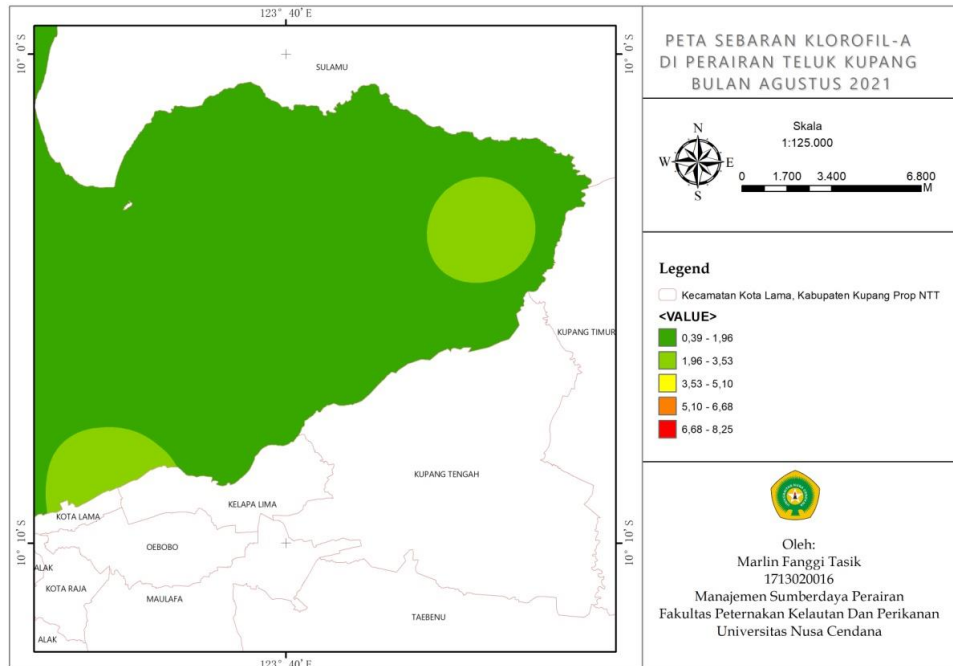 123° 40' E
10° 0' S
10° 0' S
SULAMU
KUPANG TIMUR
KUPANG TENGAH
KELAPA LIMA
KOTA LAMA
OEBOBO
ALAK
KOTA RAJA
MAULAFA
TAEBENU
ALAK
10° 10' S
10° 10' S
123° 40' E
PETA SEBARAN KLOROFIL-A
DI PERAIRAN TELUK KUPANG
BULAN AGUSTUS 2021
N
W E
S
Skala
1:125.000
0 1.700 3.400 6.800
M
Legend
Kecamatan Kota Lama, Kabupaten Kupang Prop NTT
<VALUE>
0,39 - 1,96
1,96 - 3,53
3,53 - 5,10
5,10 - 6,68
6,68 - 8,25
Oleh:
Marlin Fanggi Tasik
1713020016
Manajemen Sumberdaya Perairan
Fakultas Peternakan Kelautan Dan Perikanan
Universitas Nusa Cendana